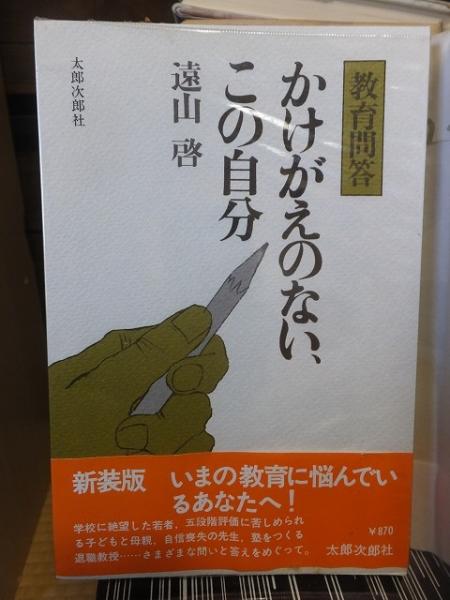 教育問答
かけがえのない、
この自分
遠山 啓
太郎次郎社
新装版 いまの教育に悩んでい
るあなたへ!
学校に絶望した若者、五段階評価に苦しめられ
る子どもと母親、自信喪失の先生、塾をつくる
退職教授……さまざまな問いと答えをめぐって。
¥870
太郎次郎社